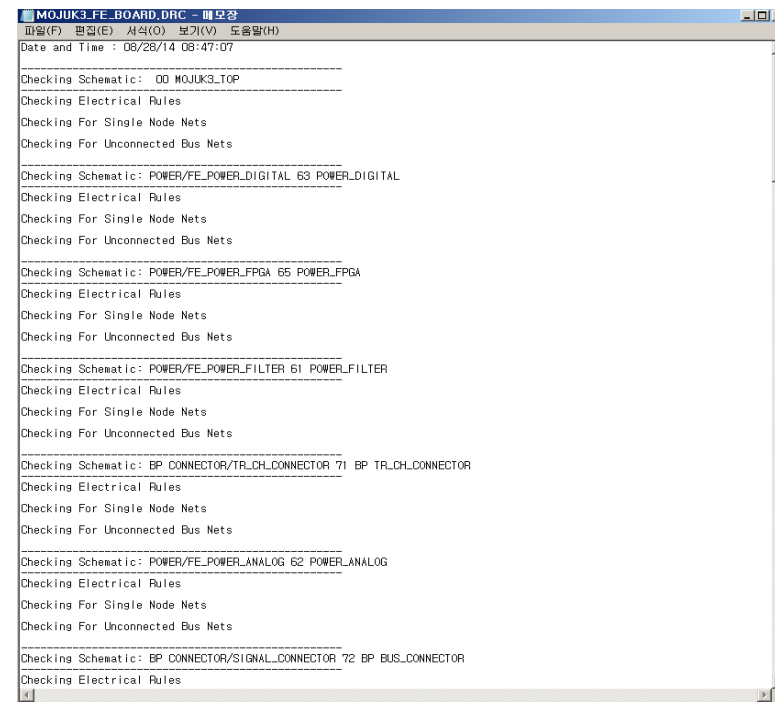 MOJUK3_FE_BOARD.DRC - 메모장
파일(F) 편집(E) 서식(O) 보기(V) 도움말(H)
Date and Time : 08/28/14 08:47:07
--------------------------------------------------
Checking Schematic:  00 MOJUK3_TOP
--------------------------------------------------
Checking Electrical Rules
Checking For Single Node Nets
Checking For Unconnected Bus Nets
--------------------------------------------------
Checking Schematic: POWER/FE_POWER_DIGITAL 63 POWER_DIGITAL
--------------------------------------------------
Checking Electrical Rules
Checking For Single Node Nets
Checking For Unconnected Bus Nets
--------------------------------------------------
Checking Schematic: POWER/FE_POWER_FPGA 65 POWER_FPGA
--------------------------------------------------
Checking Electrical Rules
Checking For Single Node Nets
Checking For Unconnected Bus Nets
--------------------------------------------------
Checking Schematic: POWER/FE_POWER_FILTER 61 POWER_FILTER
--------------------------------------------------
Checking Electrical Rules
Checking For Single Node Nets
Checking For Unconnected Bus Nets
--------------------------------------------------
Checking Schematic: BP CONNECTOR/TR_CH_CONNECTOR 71 BP TR_CH_CONNECTOR
--------------------------------------------------
Checking Electrical Rules
Checking For Single Node Nets
Checking For Unconnected Bus Nets
--------------------------------------------------
Checking Schematic: POWER/FE_POWER_ANALOG 62 POWER_ANALOG
--------------------------------------------------
Checking Electrical Rules
Checking For Single Node Nets
Checking For Unconnected Bus Nets
--------------------------------------------------
Checking Schematic: BP CONNECTOR/SIGNAL_CONNECTOR 72 BP BUS_CONNECTOR
--------------------------------------------------
Checking Electrical Rules